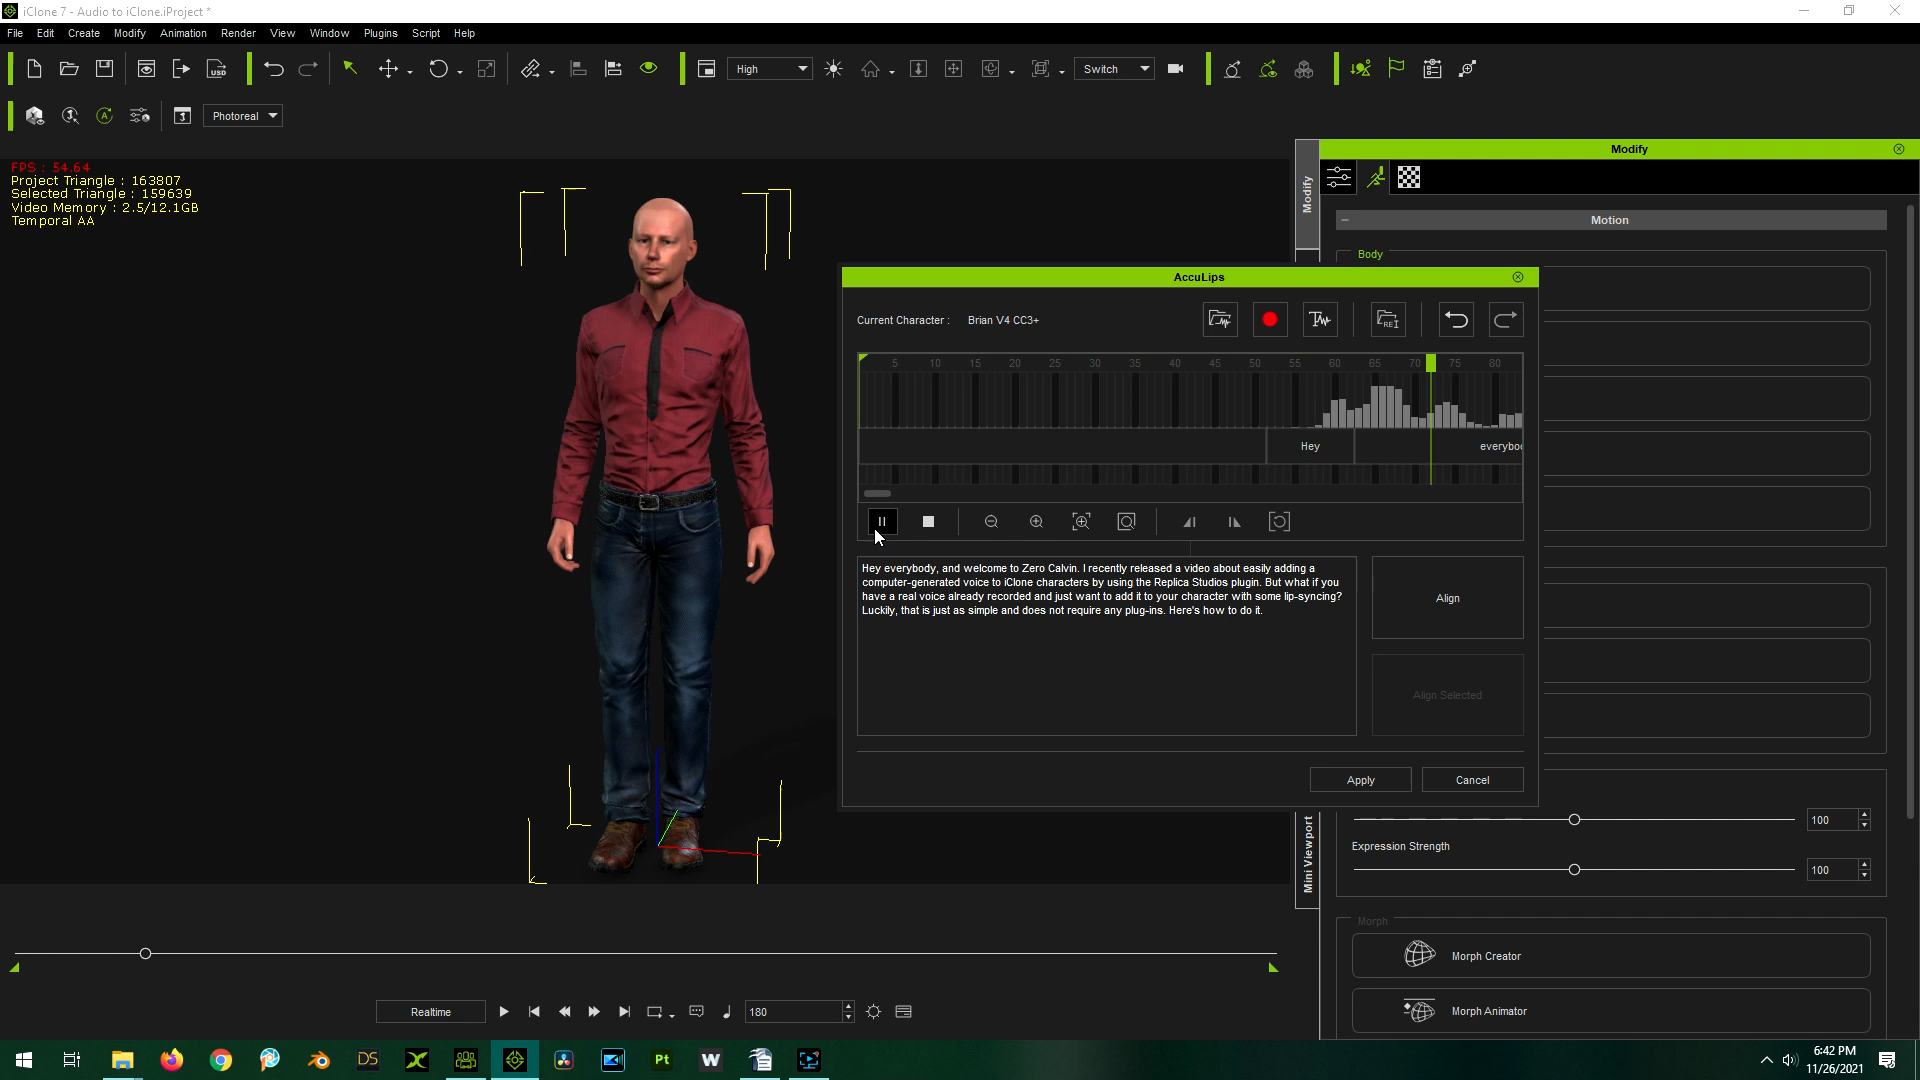 iClone 7 - Audio to iClone.iProject *
File Edit Create Modify Animation Render View Window Plugins Script Help
USD
High
Switch
Photoreal
FPS : 54.64
Project Triangle : 163807
Selected Triangle : 159639
Video Memory : 2.5/12.1GB
Temporal AA
Modify
Modify
Motion
Body
AccuLips
Current Character : Brian V4 CC3+
5 10 15 20 25 30 35 40 45 50 55 60 65 70 75 80
Hey
everyboo
Hey everybody, and welcome to Zero Calvin. I recently released a video about easily adding a
computer-generated voice to iClone characters by using the Replica Studios plugin. But what if you
have a real voice already recorded and just want to add it to your character with some lip-syncing?
Luckily, that is just as simple and does not require any plug-ins. Here's how to do it.
Align
Align Selected
Apply
Cancel
Mini Viewport
100
Expression Strength
100
Morph
Morph Creator
Morph Animator
Realtime
180
DS
Pt
W
6:42 PM
11/26/2021